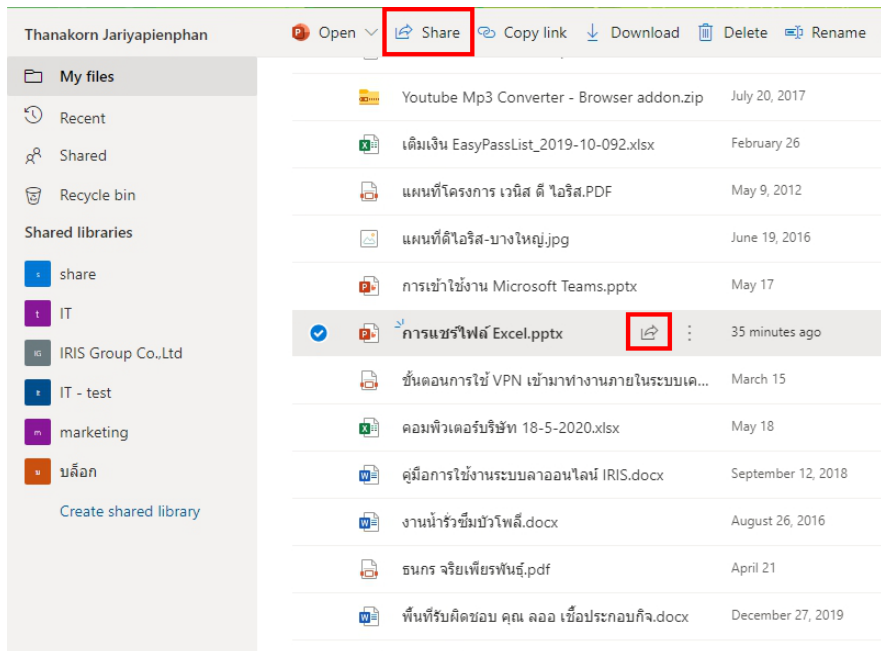 Thanakorn Jariyapienphan
Open Share Copy link Download Delete Rename
My files
Recent
Shared
Recycle bin
Shared libraries
s share
t IT
IG IRIS Group Co.,Ltd
IT - test
m marketing
บ บล็อก
Create shared library
Youtube Mp3 Converter - Browser addon.zip July 20, 2017
เติมเงิน EasyPassList_2019-10-092.xlsx February 26
แผนที่โครงการ เวนิส ดี ไอริส.PDF May 9, 2012
แผนที่ดิไอริส-บางใหญ่.jpg June 19, 2016
การเข้าใช้งาน Microsoft Teams.pptx May 17
การแชร์ไฟล์ Excel.pptx 35 minutes ago
ขั้นตอนการใช้ VPN เข้ามาทำงานภายในระบบเค... March 15
คอมพิวเตอร์บริษัท 18-5-2020.xlsx May 18
คู่มือการใช้งานระบบลาออนไลน์ IRIS.docx September 12, 2018
งานน้ำรั่วซึมบัวโพลี่.docx August 26, 2016
ธนกร จริยเพียรพันธุ์.pdf April 21
พื้นที่รับผิดชอบ คุณ ลออ เชื้อประกอบกิจ.docx December 27, 2019